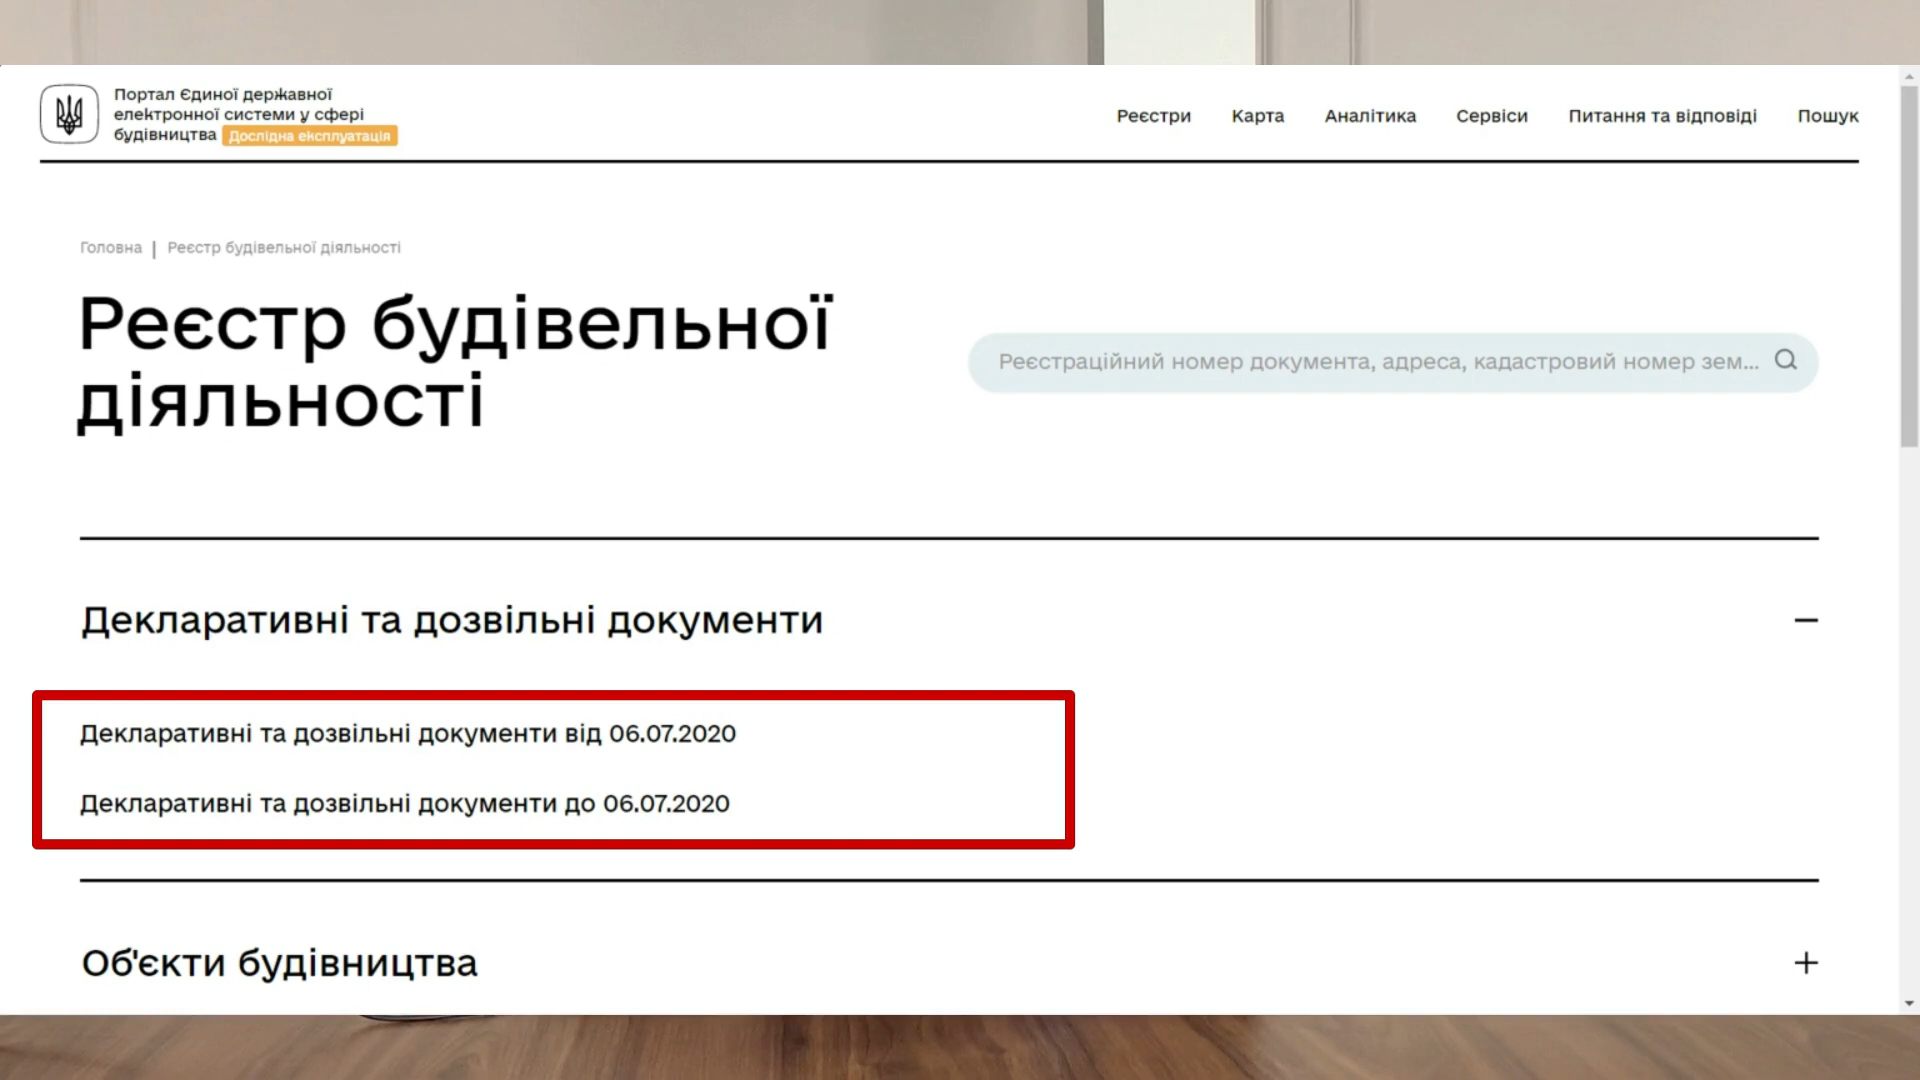 Портал Єдиної державної
електронної системи у сфері
будівництва Дослідна експлуатація
Реєстри Карта Аналітика Сервіси Питання та відповіді Пошук
Головна | Реєстр будівельної діяльності
Реєстр будівельної
діяльності
Реєстраційний номер документа, адреса, кадастровий номер зем...
Декларативні та дозвільні документи
Декларативні та дозвільні документи від 06.07.2020
Декларативні та дозвільні документи до 06.07.2020
Об'єкти будівництва